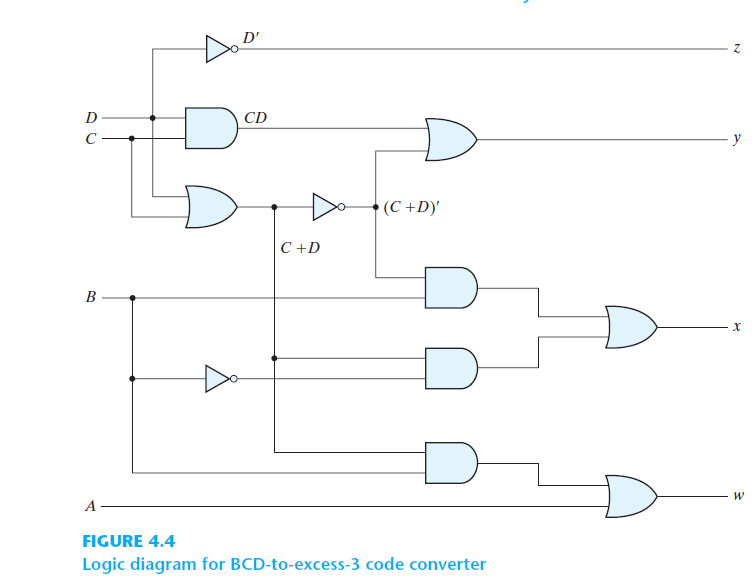 D'
z
D
CD
C
y
(C +D)'
C +D
B
x
w
A
FIGURE 4.4
Logic diagram for BCD-to-excess-3 code converter